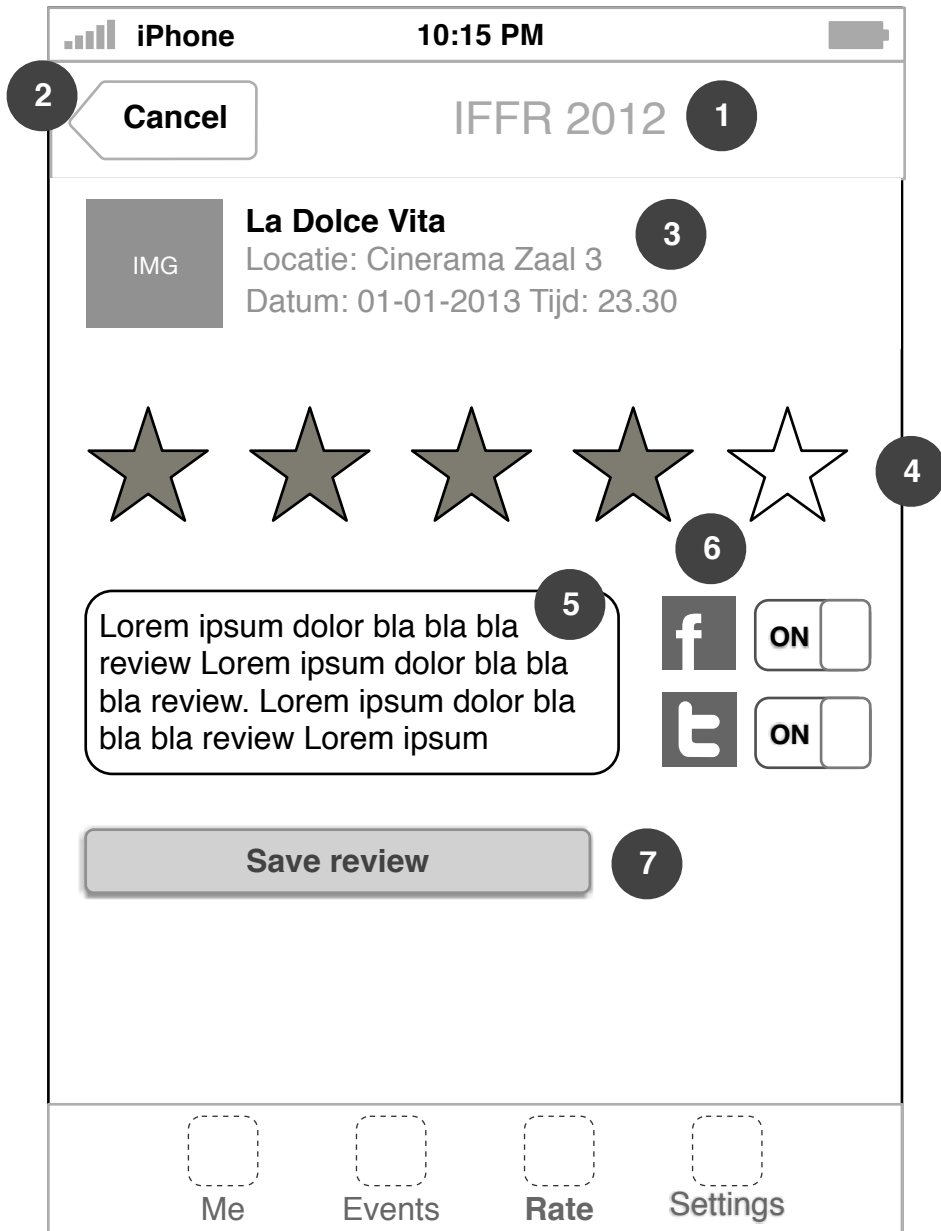 iPhone 10:15 PM
2 Cancel IFFR 2012 1
La Dolce Vita 3
IMG
Locatie: Cinerama Zaal 3
Datum: 01-01-2013 Tijd: 23.30
4
6
5
Lorem ipsum dolor bla bla bla
review Lorem ipsum dolor bla bla
bla review. Lorem ipsum dolor bla
bla bla review Lorem ipsum
f ON
t ON
Save review 7
Me Events Rate Settings